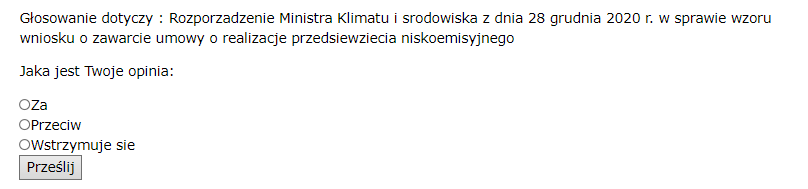 Głosowanie dotyczy : Rozporzadzenie Ministra Klimatu i srodowiska z dnia 28 grudnia 2020 r. w sprawie wzoru
wniosku o zawarcie umowy o realizacje przedsiewziecia niskoemisyjnego
Jaka jest Twoje opinia:
Za
Przeciw
Wstrzymuje sie
Prześlij